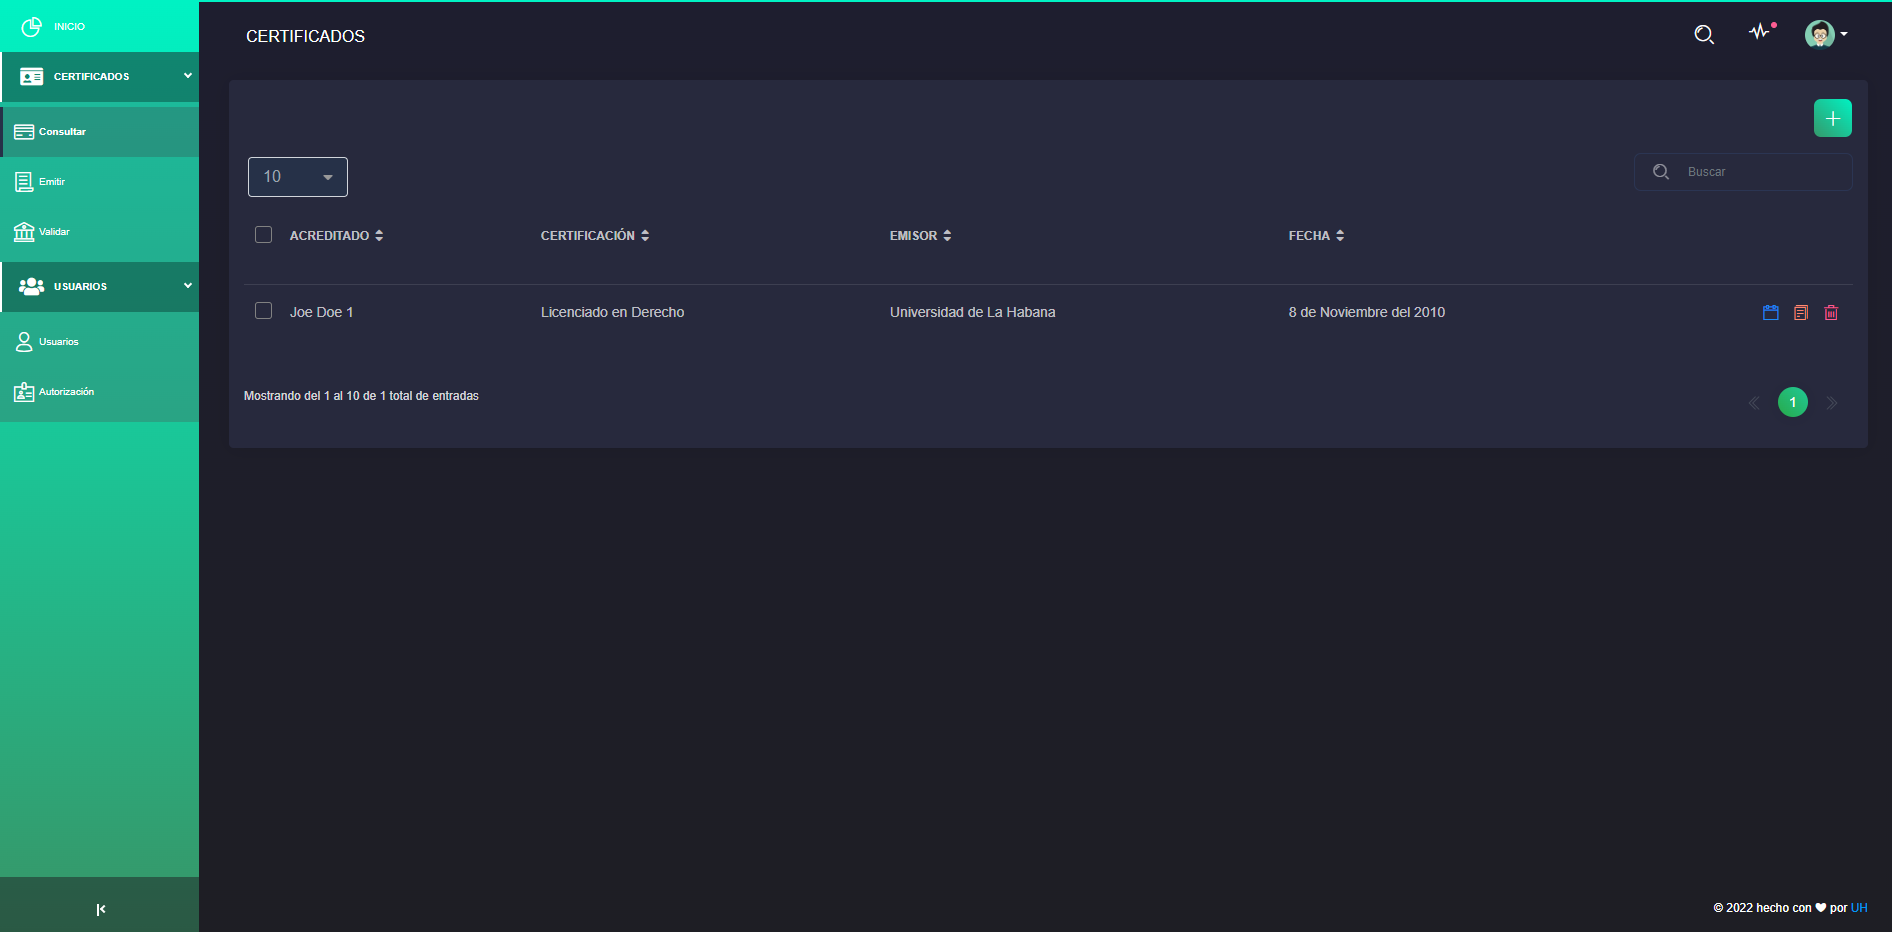 INICIO
CERTIFICADOS
Consultar
Emitir
Validar
USUARIOS
Usuarios
Autorización
CERTIFICADOS
10
Buscar
ACREDITADO CERTIFICACIÓN EMISOR FECHA
Joe Doe 1 Licenciado en Derecho Universidad de La Habana 8 de Noviembre del 2010
Mostrando del 1 al 10 de 1 total de entradas
1
© 2022 hecho con ❤ por UH